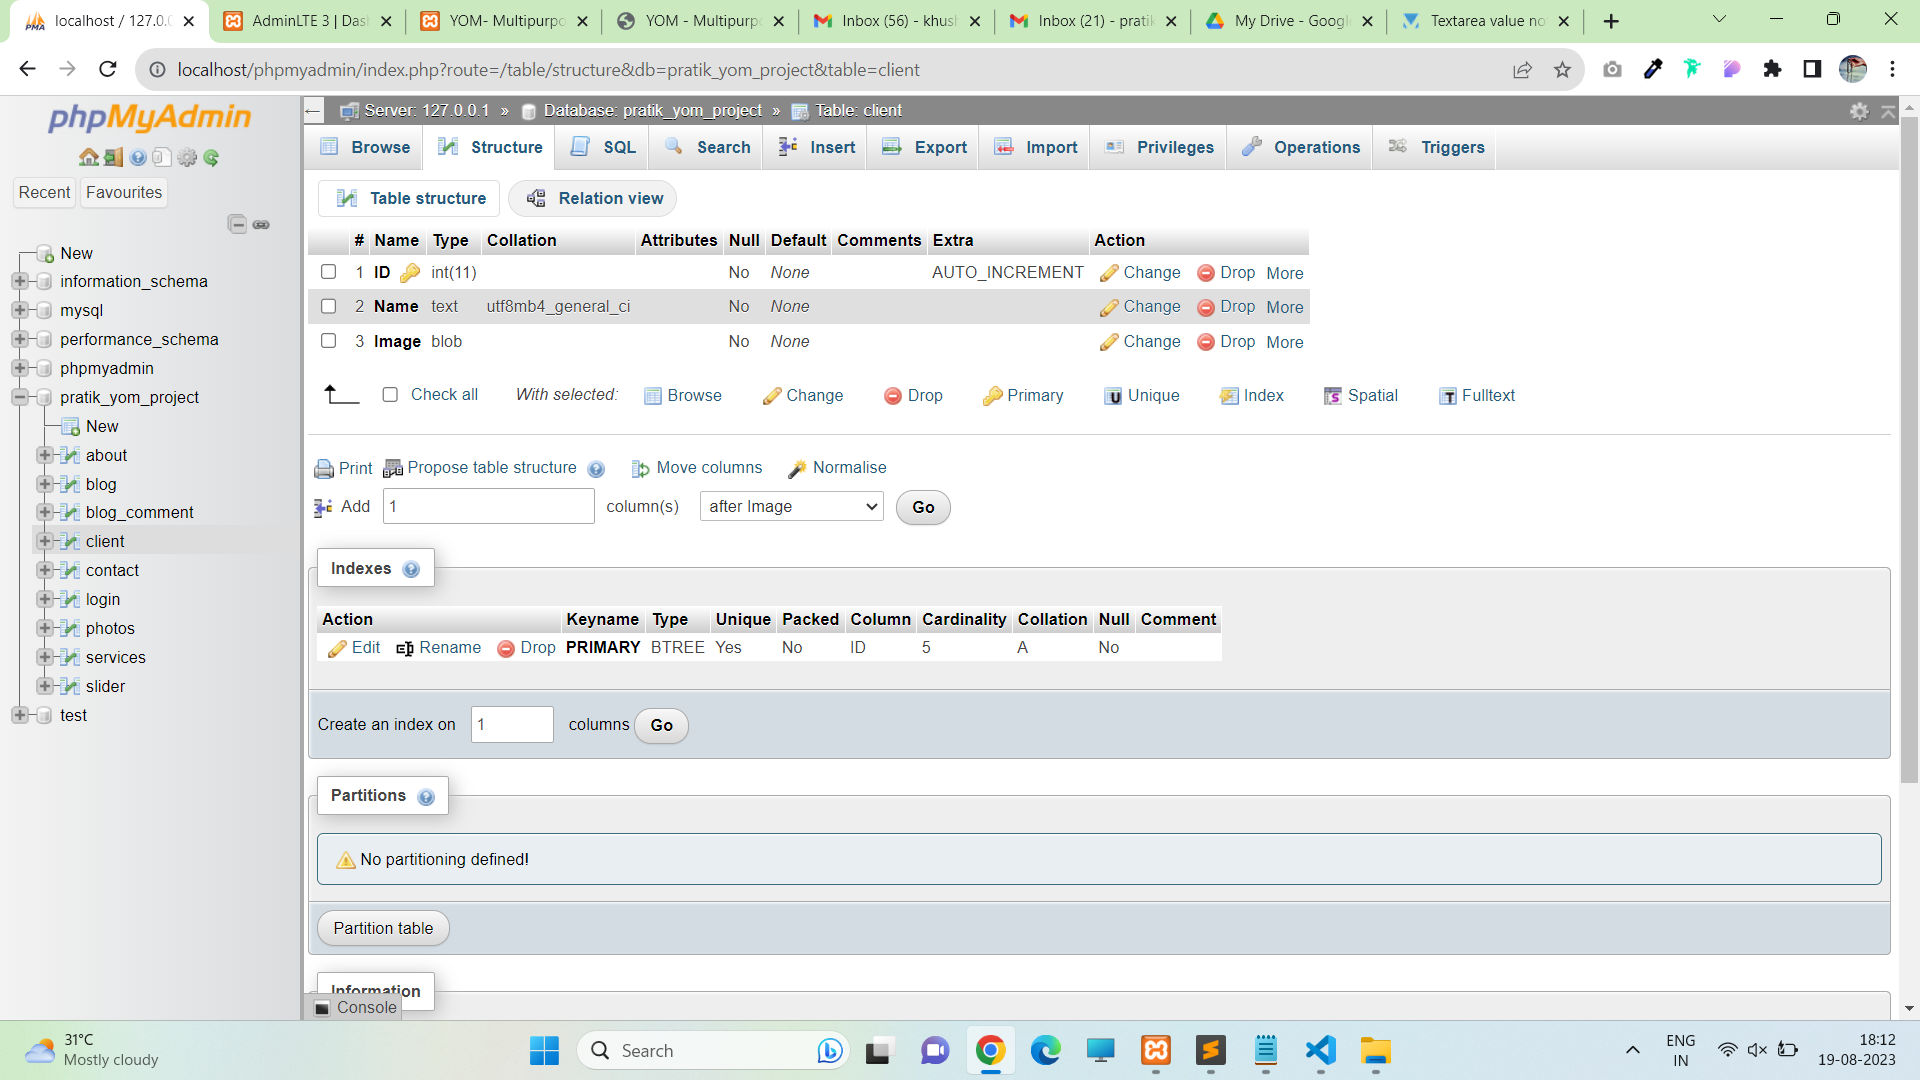 localhost / 127.0.0
AdminLTE 3 | Das
YOM- Multipurpo
YOM - Multipurp
Inbox (56) - khush
Inbox (21) - pratik
My Drive - Google
Textarea value no
localhost/phpmyadmin/index.php?route=/table/structure&db=pratik_yom_project&table=client
phpMyAdmin
Recent Favourites
New
information_schema
mysql
performance_schema
phpmyadmin
pratik_yom_project
New
about
blog
blog_comment
client
contact
login
photos
services
slider
test
Server: 127.0.0.1 » Database: pratik_yom_project » Table: client
Browse Structure SQL Search Insert Export Import Privileges Operations Triggers
Table structure Relation view
# Name Type Collation Attributes Null Default Comments Extra Action
1 ID int(11) No None AUTO_INCREMENT Change Drop More
2 Name text utf8mb4_general_ci No None Change Drop More
3 Image blob No None Change Drop More
Check all With selected: Browse Change Drop Primary Unique Index Spatial Fulltext
Print Propose table structure Move columns Normalise
Add 1 column(s) after Image Go
Indexes
Action Keyname Type Unique Packed Column Cardinality Collation Null Comment
Edit Rename Drop PRIMARY BTREE Yes No ID 5 A No
Create an index on 1 columns Go
Partitions
No partitioning defined!
Partition table
Information
Console
31°C
Mostly cloudy
Search
ENG
IN
18:12
19-08-2023